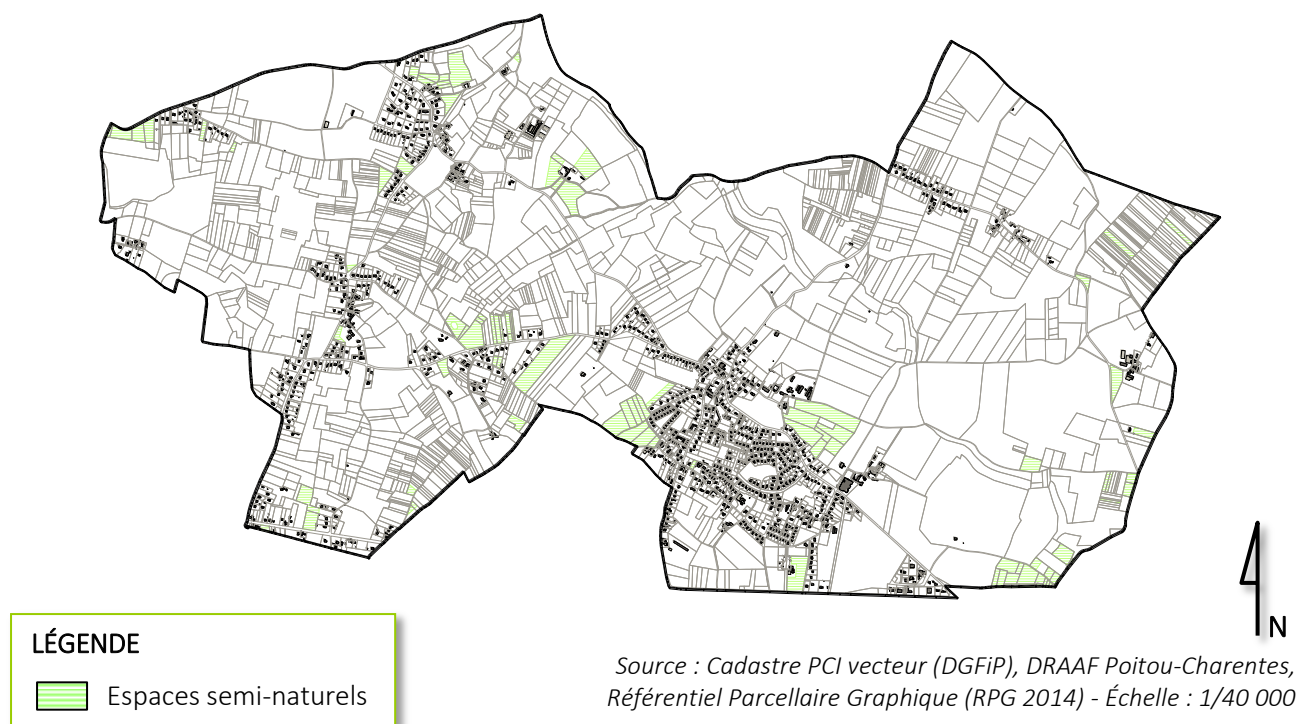 N
LÉGENDE
Espaces semi-naturels
Source : Cadastre PCI vecteur (DGFiP), DRAAF Poitou-Charentes,
Référentiel Parcellaire Graphique (RPG 2014) - Échelle : 1/40 000